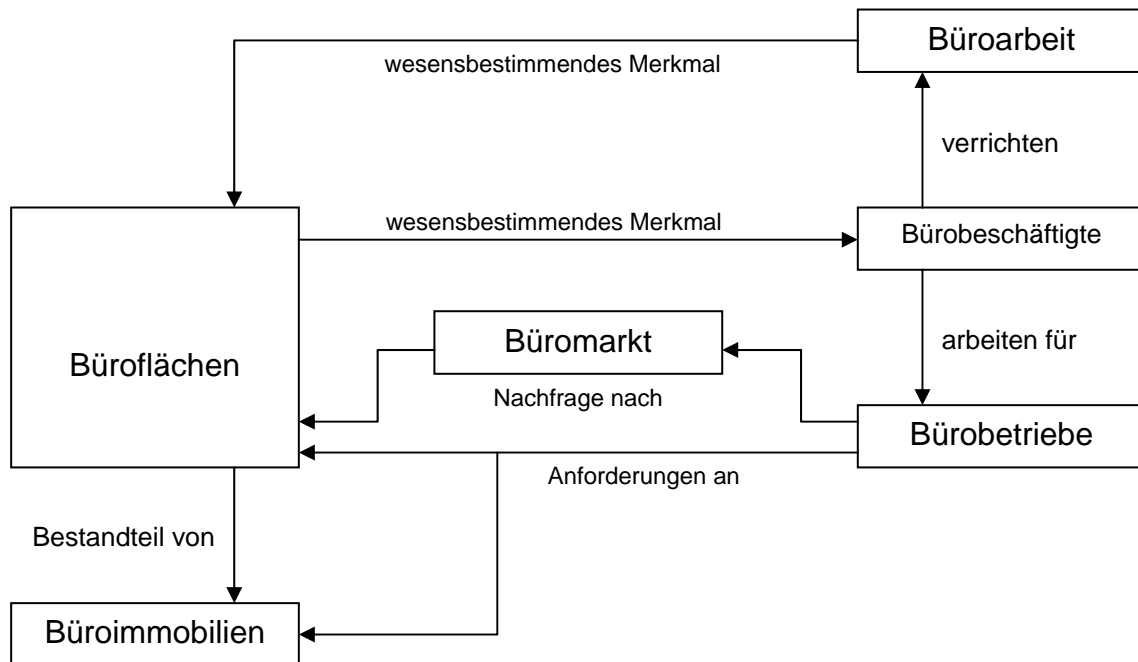 Büroarbeit
wesensbestimmendes Merkmal
verrichten
wesensbestimmendes Merkmal
Bürobeschäftigte
Büromarkt
arbeiten für
Büroflächen
Nachfrage nach
Bürobetriebe
Anforderungen an
Bestandteil von
Büroimmobilien